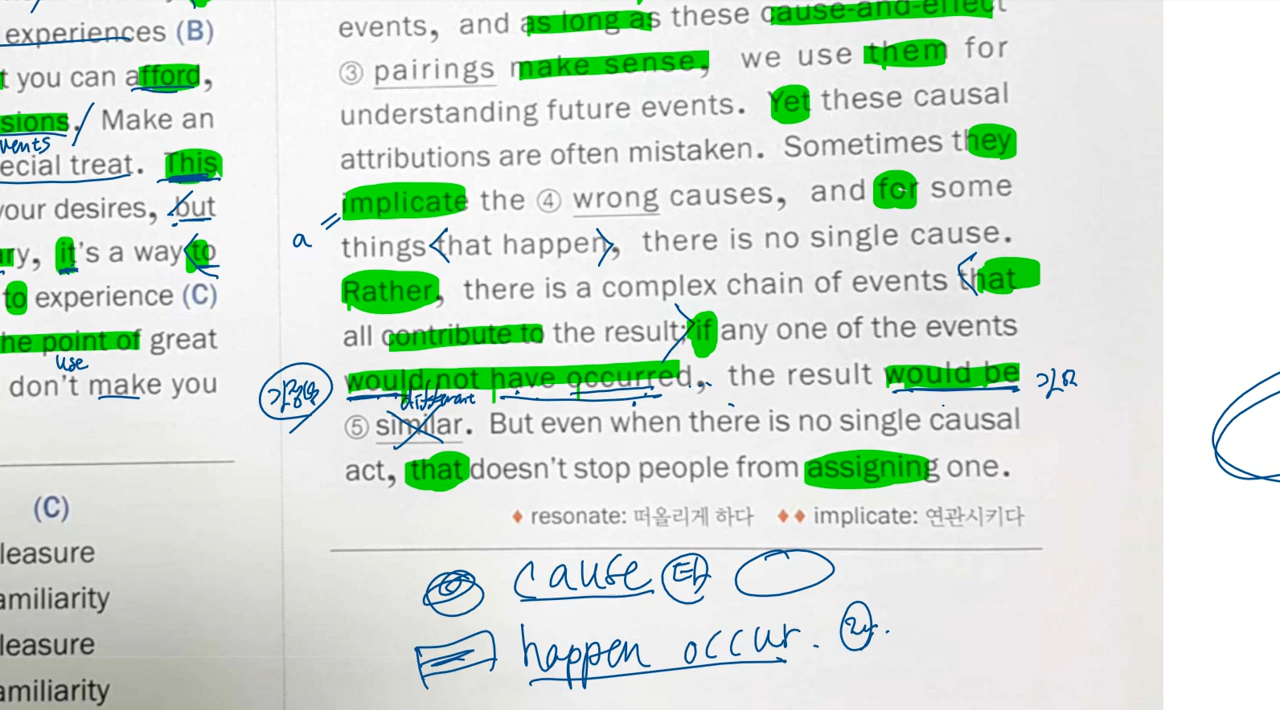 experiences (B)
t you can afford,
sions. Make an
vents
ecial treat. This
your desires, but
ry, it's a way to
to experience (C)
he point of great
use
don't make you
(C)
leasure
amiliarity
leasure
amiliarity
events, and as long as these cause-and-effect
③ pairings make sense, we use them for
understanding future events. Yet these causal
attributions are often mistaken. Sometimes they
implicate the ④ wrong causes, and for some
a
things that happen, there is no single cause.
Rather, there is a complex chain of events that
all contribute to the result; if any one of the events
would not have occurred, the result would be
different
⑤ similar. But even when there is no single causal
act, that doesn't stop people from assigning one.
♦ resonate: 떠올리게 하다 ♦♦ implicate: 연관시키다
cause 타
happen occur.